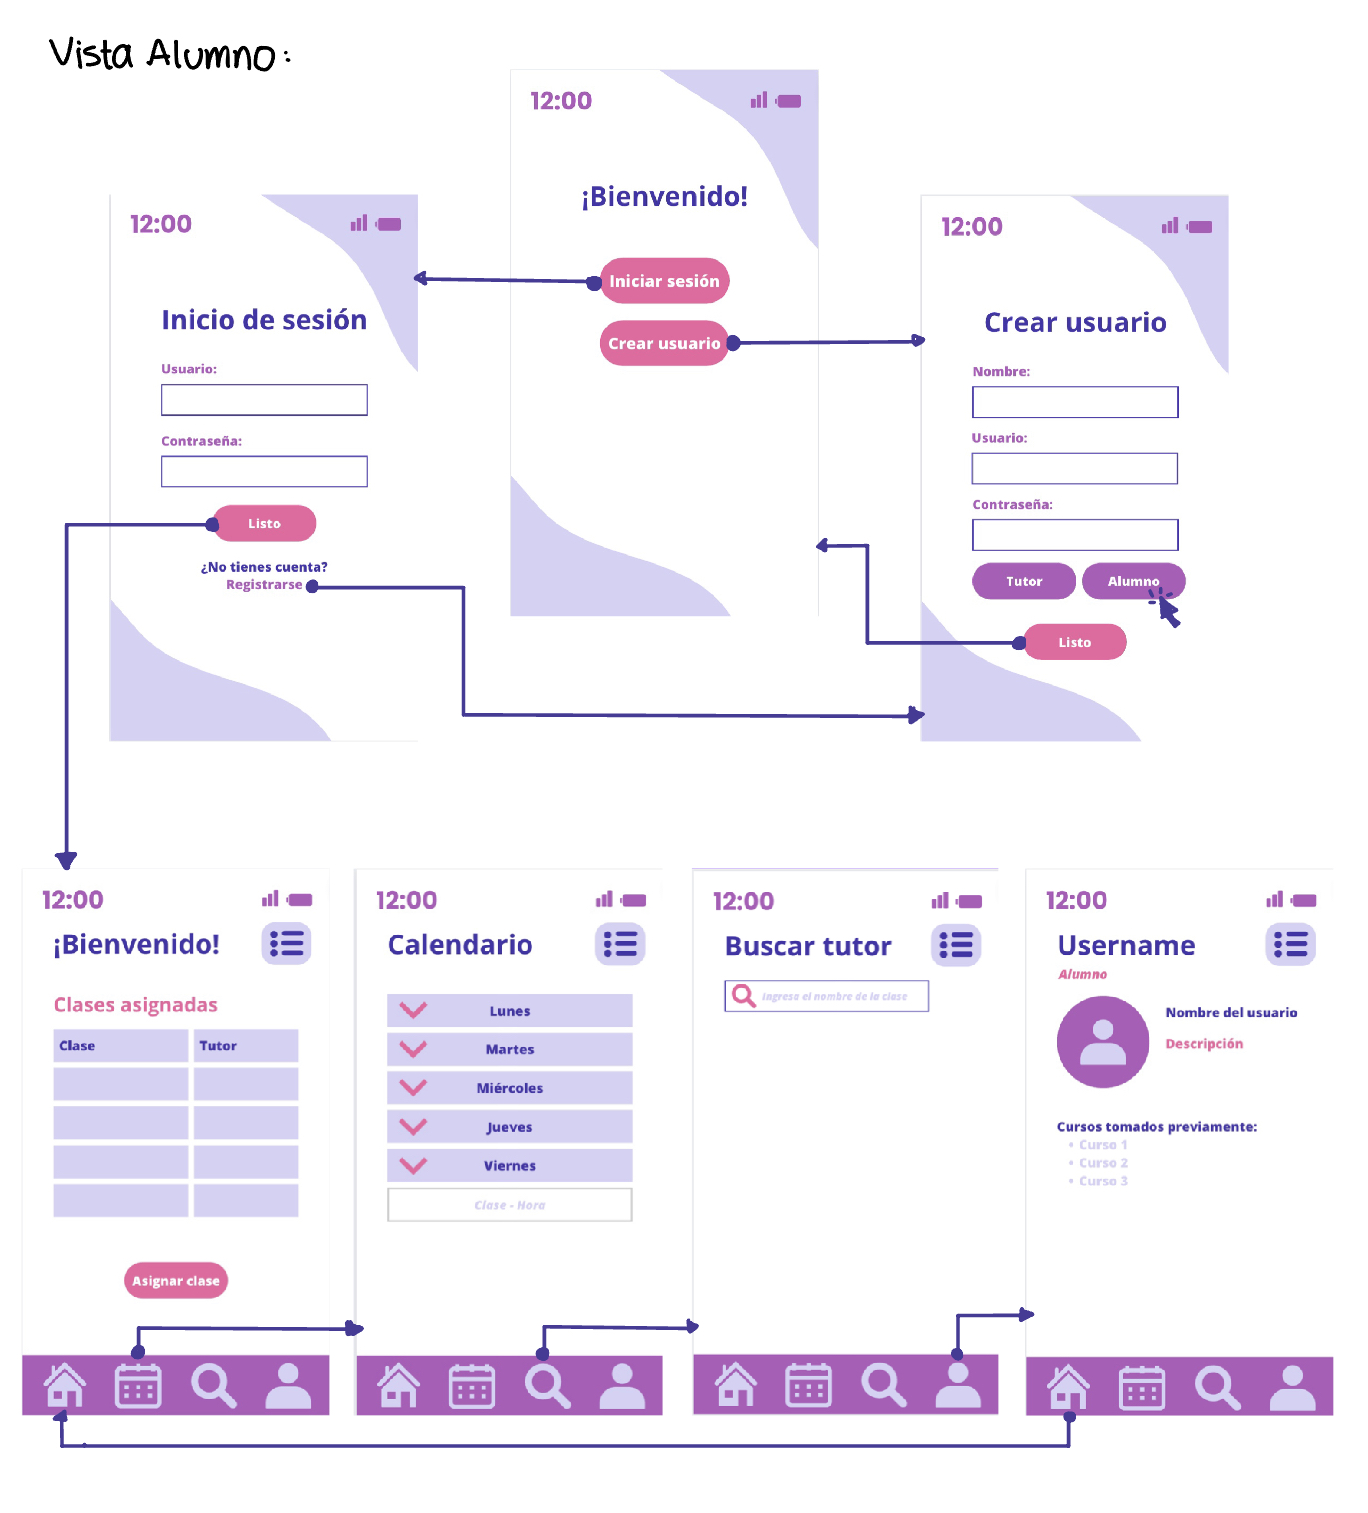 Vista Alumno:
12:00
¡Bienvenido!
Iniciar sesión
Crear usuario
12:00
Inicio de sesión
Usuario:
Contraseña:
Listo
¿No tienes cuenta?
Registrarse
12:00
Crear usuario
Nombre:
Usuario:
Contraseña:
Tutor Alumno
Listo
12:00
¡Bienvenido!
Clases asignadas
Clase Tutor
Asignar clase
12:00
Calendario
Lunes
Martes
Miércoles
Jueves
Viernes
Clase - Hora
12:00
Buscar tutor
Ingresa el nombre de la clase
12:00
Username
Alumno
Nombre del usuario
Descripción
Cursos tomados previamente:
• Curso 1
• Curso 2
• Curso 3